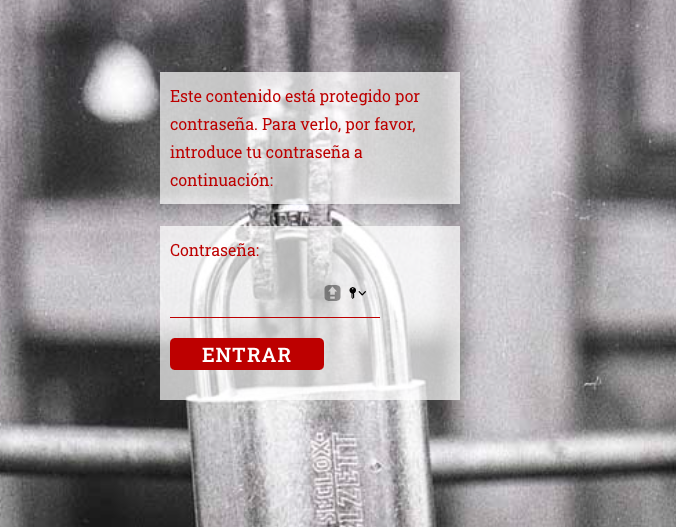 Este contenido está protegido por
contraseña. Para verlo, por favor,
introduce tu contraseña a
continuación:
Contraseña:
ENTRAR